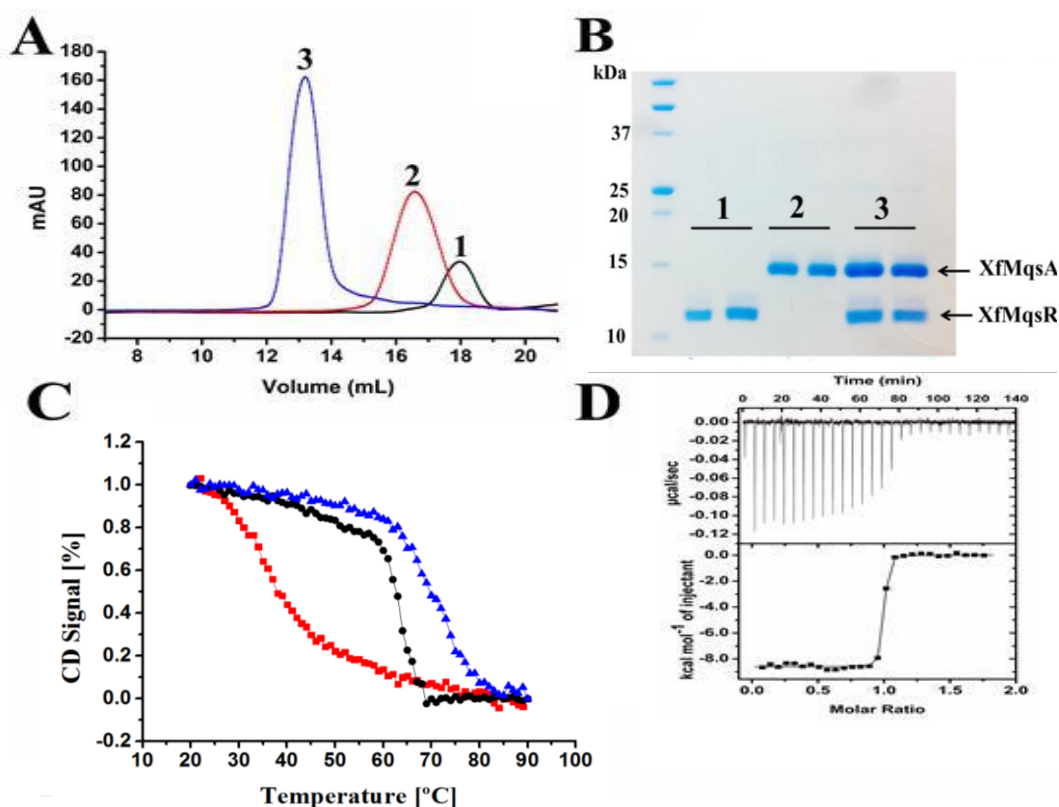 A
180
160
140
120
100
80
60
40
20
0
-20
mAU
3
2
1
8 10 12 14 16 18 20
Volume (mL)
B
kDa
37
25
20
15
10
1 2 3
XfMqsA
XfMqsR
C
1.2
1.0
0.8
0.6
0.4
0.2
0.0
-0.2
CD Signal [%]
10 20 30 40 50 60 70 80 90 100
Temperature [°C]
D
Time (min)
0 20 40 60 80 100 120 140
0.00
-0.02
-0.04
-0.06
-0.08
-0.10
-0.12
µcal/sec
0.0
-2.0
-4.0
-6.0
-8.0
kcal mol⁻¹ of injectant
0.0 0.5 1.0 1.5 2.0
Molar Ratio